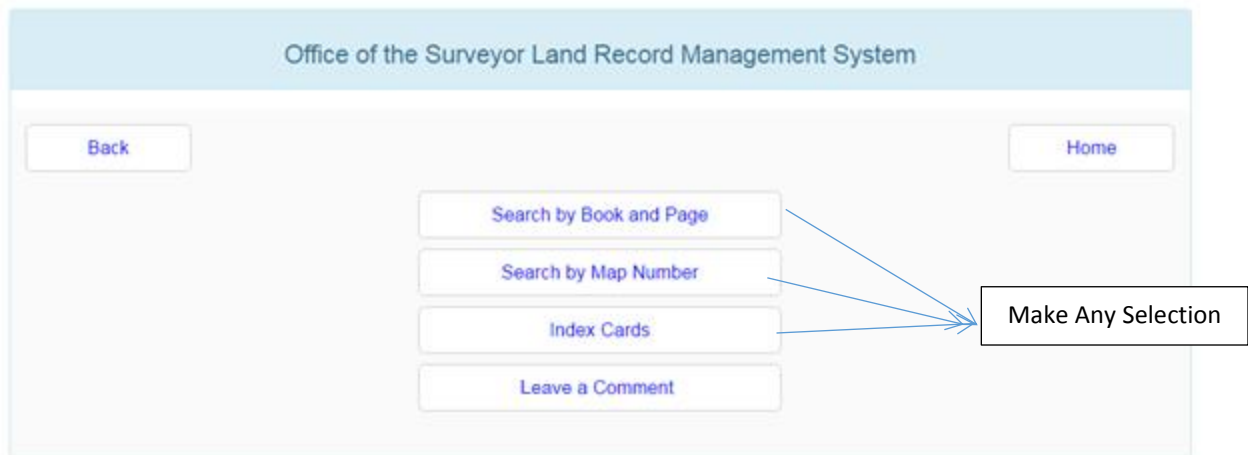 Office of the Surveyor Land Record Management System
Back
Home
Search by Book and Page
Search by Map Number
Index Cards
Leave a Comment
Make Any Selection